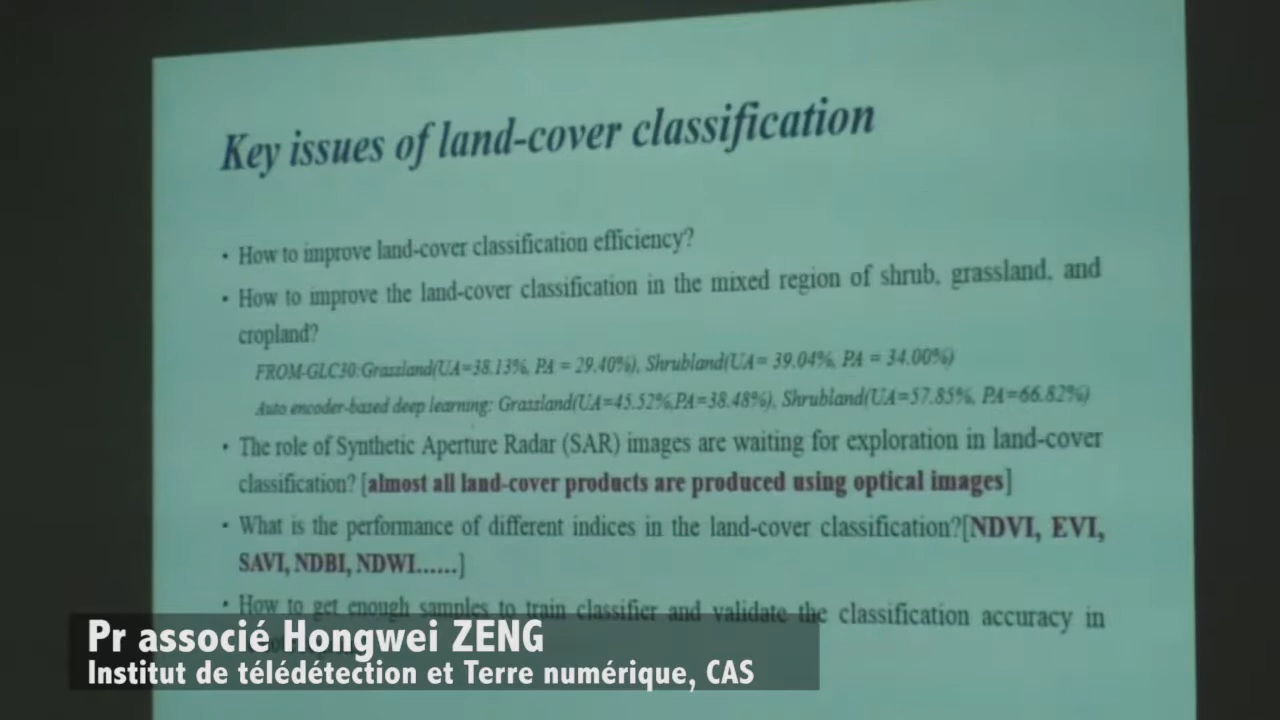 Key issues of land-cover classification
• How to improve land-cover classification efficiency?
• How to improve the land-cover classification in the mixed region of shrub, grassland, and
cropland?
FROM-GLC30:Grassland(UA=38.13%, PA = 29.40%), Shrubland(UA= 39.04%, PA = 34.00%)
Auto encoder-based deep learning: Grassland(UA=45.52%,PA=38.48%), Shrubland(UA=57.85%, PA=66.82%)
• The role of Synthetic Aperture Radar (SAR) images are waiting for exploration in land-cover
classification? [almost all land-cover products are produced using optical images]
• What is the performance of different indices in the land-cover classification?[NDVI, EVI,
SAVI, NDBI, NDWI......]
• How to get enough samples to train classifier and validate the classification accuracy in
Pr associé Hongwei ZENG
Institut de télédétection et Terre numérique, CAS